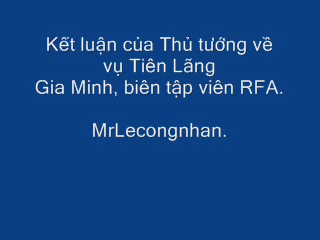 Kết luận của Thủ tướng về
vụ Tiên Lãng
Gia Minh, biên tập viên RFA.
MrLecongnhan.